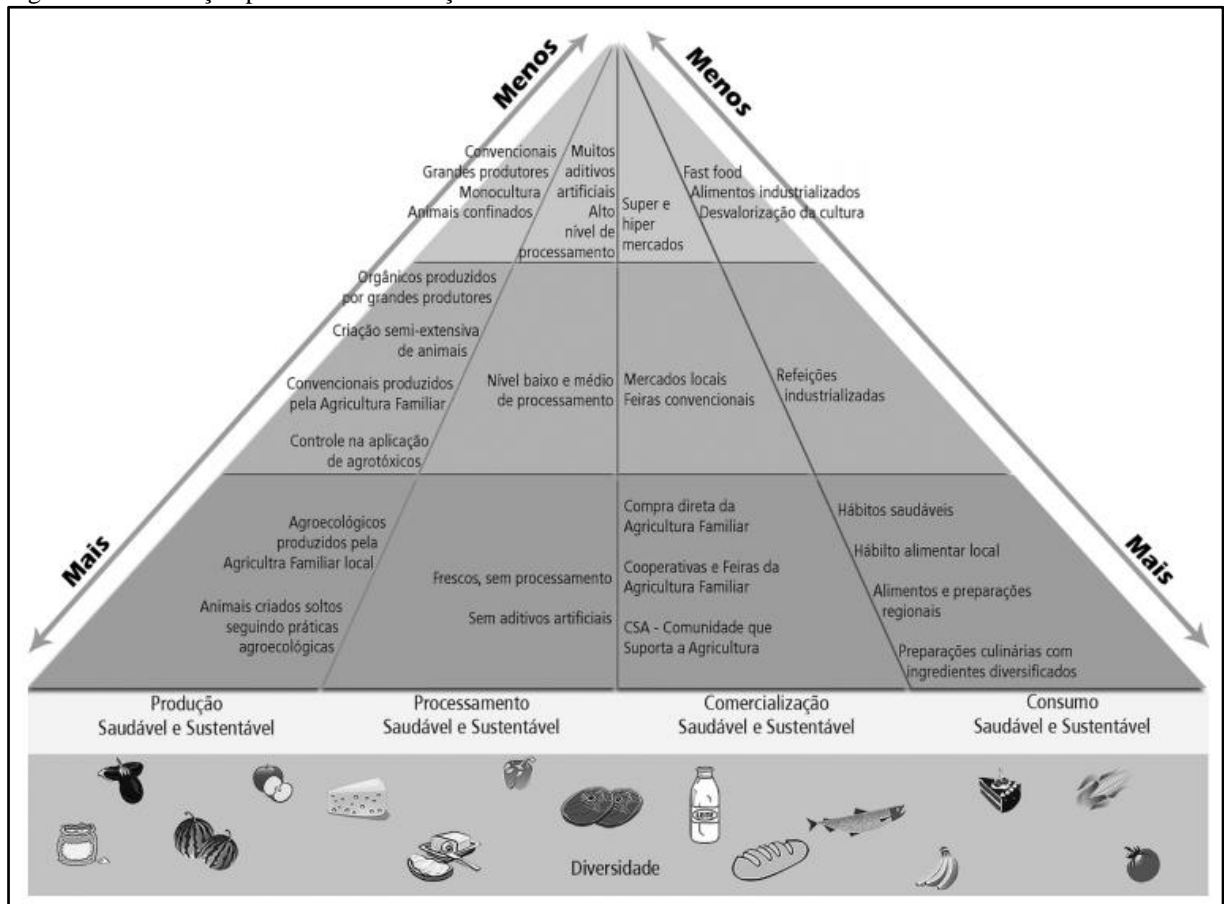 Menos
Menos
Convencionais
Grandes produtores
Monocultura
Animais confinados
Muitos
aditivos
artificiais
Alto
nível de
processamento
Super e
hiper
mercados
Fast food
Alimentos industrializados
Desvalorização da cultura
Orgânicos produzidos
por grandes produtores
Criação semi-extensiva
de animais
Convencionais produzidos
pela Agricultura Familiar
Controle na aplicação
de agrotóxicos
Nível baixo e médio
de processamento
Mercados locais
Feiras convencionais
Refeições
industrializadas
Mais
Agroecológicos
produzidos pela
Agricultra Familiar local
Animais criados soltos
seguindo práticas
agroecológicas
Frescos, sem processamento
Sem aditivos artificiais
Compra direta da
Agricultura Familiar
Cooperativas e Feiras da
Agricultura Familiar
CSA - Comunidade que
Suporta a Agricultura
Hábitos saudáveis
Hábilto alimentar local
Alimentos e preparações
regionais
Preparações culinárias com
ingredientes diversificados
Mais
Produção
Saudável e Sustentável
Processamento
Saudável e Sustentável
Comercialização
Saudável e Sustentável
Consumo
Saudável e Sustentável
LEITE
Diversidade